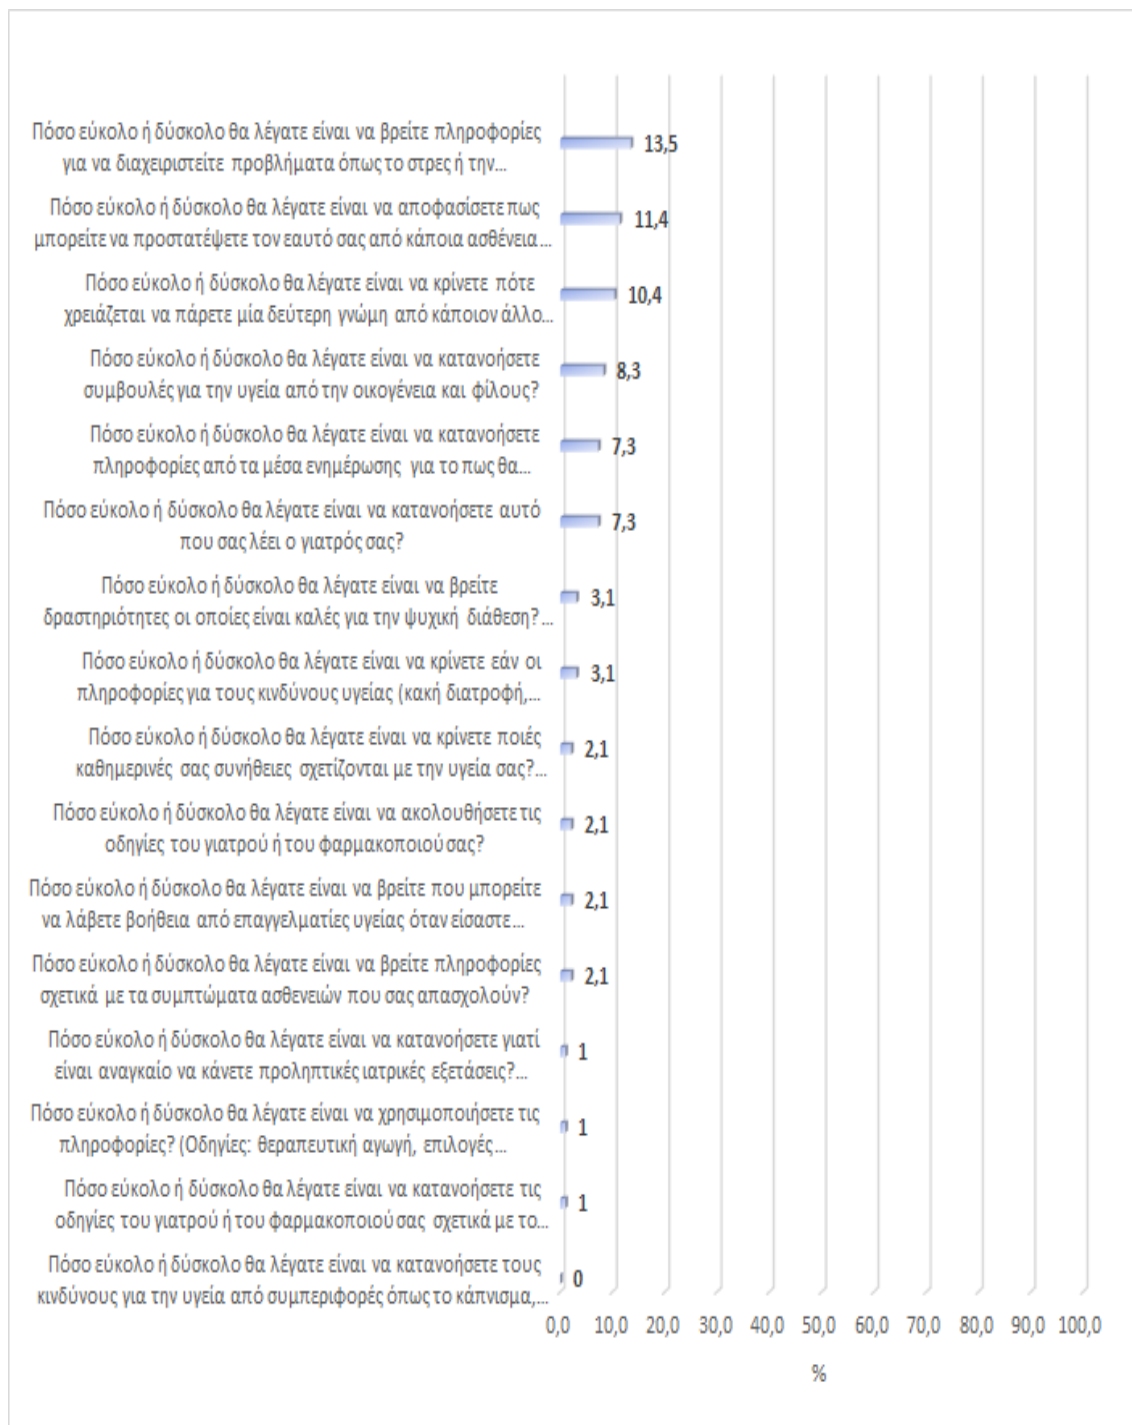 Πόσο εύκολο ή δύσκολο θα λέγατε είναι να βρείτε πληροφορίες
για να διαχειριστείτε προβλήματα όπως το στρες ή την...
13,5
Πόσο εύκολο ή δύσκολο θα λέγατε είναι να αποφασίσετε πως
μπορείτε να προστατέψετε τον εαυτό σας από κάποια ασθένεια...
11,4
Πόσο εύκολο ή δύσκολο θα λέγατε είναι να κρίνετε πότε
χρειάζεται να πάρετε μία δεύτερη γνώμη από κάποιον άλλο...
10,4
Πόσο εύκολο ή δύσκολο θα λέγατε είναι να κατανοήσετε
συμβουλές για την υγεία από την οικογένεια και φίλους?
8,3
Πόσο εύκολο ή δύσκολο θα λέγατε είναι να κατανοήσετε
πληροφορίες από τα μέσα ενημέρωσης για το πως θα...
7,3
Πόσο εύκολο ή δύσκολο θα λέγατε είναι να κατανοήσετε αυτό
που σας λέει ο γιατρός σας?
7,3
Πόσο εύκολο ή δύσκολο θα λέγατε είναι να βρείτε
δραστηριότητες οι οποίες είναι καλές για την ψυχική διάθεση?...
3,1
Πόσο εύκολο ή δύσκολο θα λέγατε είναι να κρίνετε εάν οι
πληροφορίες για τους κινδύνους υγείας (κακή διατροφή,...
3,1
Πόσο εύκολο ή δύσκολο θα λέγατε είναι να κρίνετε ποιές
καθημερινές σας συνήθειες σχετίζονται με την υγεία σας?...
2,1
Πόσο εύκολο ή δύσκολο θα λέγατε είναι να ακολουθήσετε τις
οδηγίες του γιατρού ή του φαρμακοποιού σας?
2,1
Πόσο εύκολο ή δύσκολο θα λέγατε είναι να βρείτε που μπορείτε
να λάβετε βοήθεια από επαγγελματίες υγείας όταν είσαστε...
2,1
Πόσο εύκολο ή δύσκολο θα λέγατε είναι να βρείτε πληροφορίες
σχετικά με τα συμπτώματα ασθενειών που σας απασχολούν?
2,1
Πόσο εύκολο ή δύσκολο θα λέγατε είναι να κατανοήσετε γιατί
είναι αναγκαίο να κάνετε προληπτικές ιατρικές εξετάσεις?...
1
Πόσο εύκολο ή δύσκολο θα λέγατε είναι να χρησιμοποιήσετε τις
πληροφορίες? (Οδηγίες: θεραπευτική αγωγή, επιλογές...
1
Πόσο εύκολο ή δύσκολο θα λέγατε είναι να κατανοήσετε τις
οδηγίες του γιατρού ή του φαρμακοποιού σας σχετικά με το...
1
Πόσο εύκολο ή δύσκολο θα λέγατε είναι να κατανοήσετε τους
κινδύνους για την υγεία από συμπεριφορές όπως το κάπνισμα,...
0
0,0 10,0 20,0 30,0 40,0 50,0 60,0 70,0 80,0 90,0 100,0
%